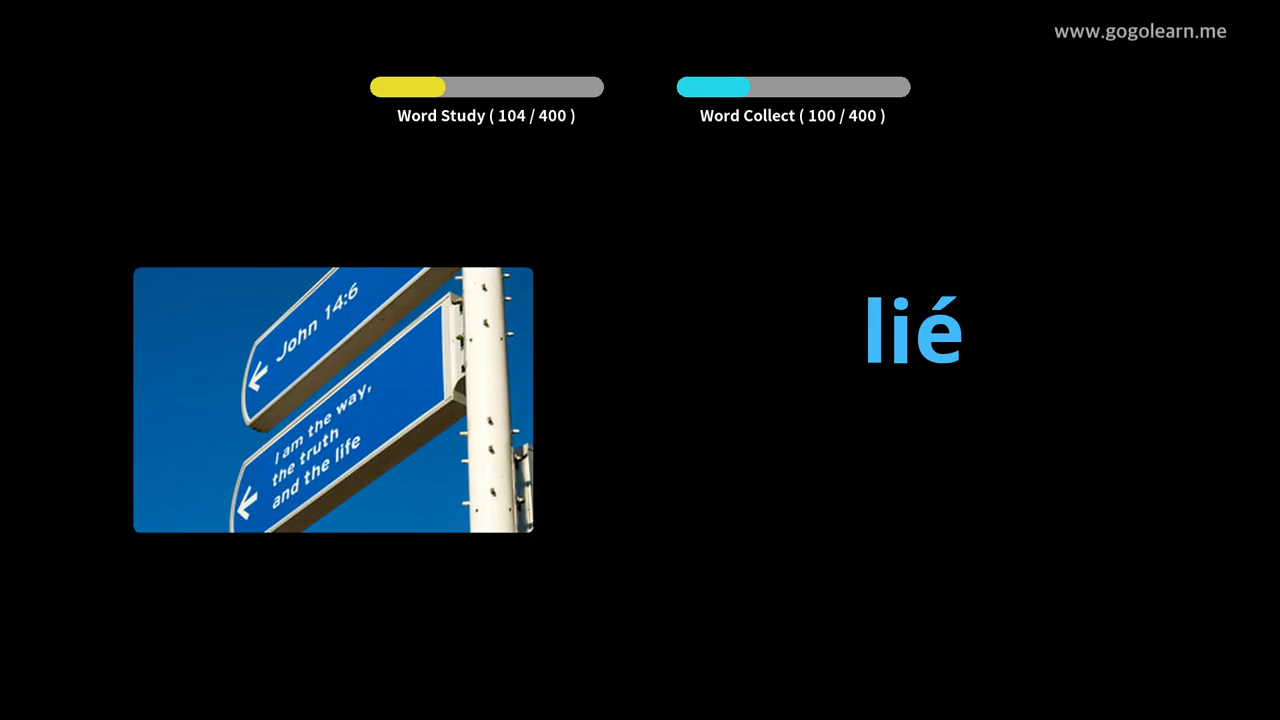 www.gogolearn.me
Word Study ( 104 / 400 )
Word Collect ( 100 / 400 )
John 14:6
I am the way,
the truth
and the life
lié